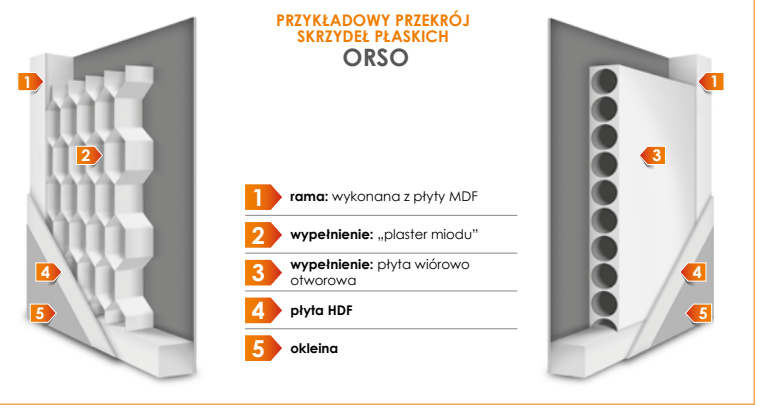 PRZYKŁADOWY PRZEKRÓJ
SKRZYDEŁ PŁASKICH
ORSO
1
2
4
5
1 rama: wykonana z płyty MDF
2 wypełnienie: „plaster miodu”
3 wypełnienie: płyta wiórowo
otworowa
4 płyta HDF
5 okleina
1
3
4
5